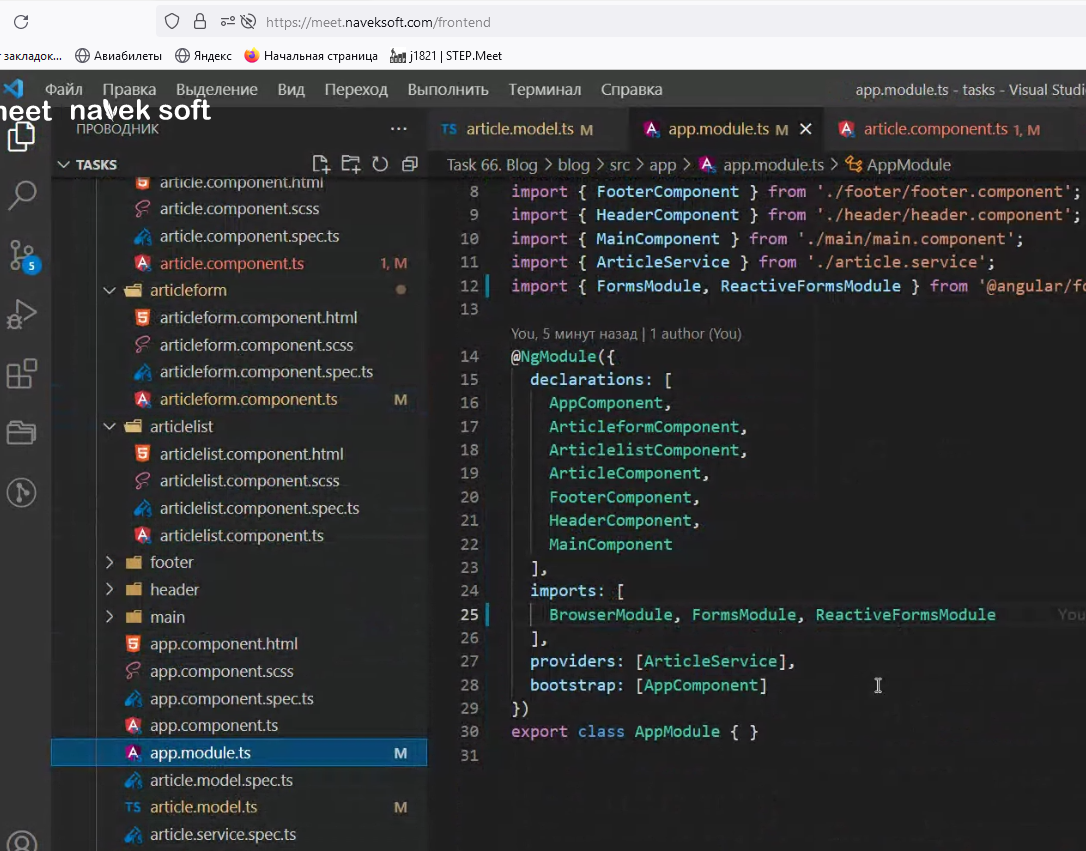 https://meet.naveksoft.com/frontend
закладок... Авиабилеты Яндекс Начальная страница j1821 | STEP.Meet
Файл Правка Выделение Вид Переход Выполнить Терминал Справка app.module.ts - tasks - Visual Studi
meet navek soft
ПРОВОДНИК ...
TS article.model.ts M app.module.ts M article.component.ts 1, M
TASKS
Task 66. Blog > blog > src > app > app.module.ts > AppModule
article.component.html
article.component.scss
article.component.spec.ts
article.component.ts 1, M
articleform
articleform.component.html
articleform.component.scss
articleform.component.spec.ts
articleform.component.ts M
articlelist
articlelist.component.html
articlelist.component.scss
articlelist.component.spec.ts
articlelist.component.ts
footer
header
main
app.component.html
app.component.scss
app.component.spec.ts
app.component.ts
app.module.ts M
article.model.spec.ts
TS article.model.ts M
article.service.spec.ts
5
8 import { FooterComponent } from './footer/footer.component';
9 import { HeaderComponent } from './header/header.component';
10 import { MainComponent } from './main/main.component';
11 import { ArticleService } from './article.service';
12 import { FormsModule, ReactiveFormsModule } from '@angular/fo
13
You, 5 минут назад | 1 author (You)
14 @NgModule({
15 declarations: [
16 AppComponent,
17 ArticleformComponent,
18 ArticlelistComponent,
19 ArticleComponent,
20 FooterComponent,
21 HeaderComponent,
22 MainComponent
23 ],
24 imports: [
25 BrowserModule, FormsModule, ReactiveFormsModule You
26 ],
27 providers: [ArticleService],
28 bootstrap: [AppComponent]
29 })
30 export class AppModule { }
31